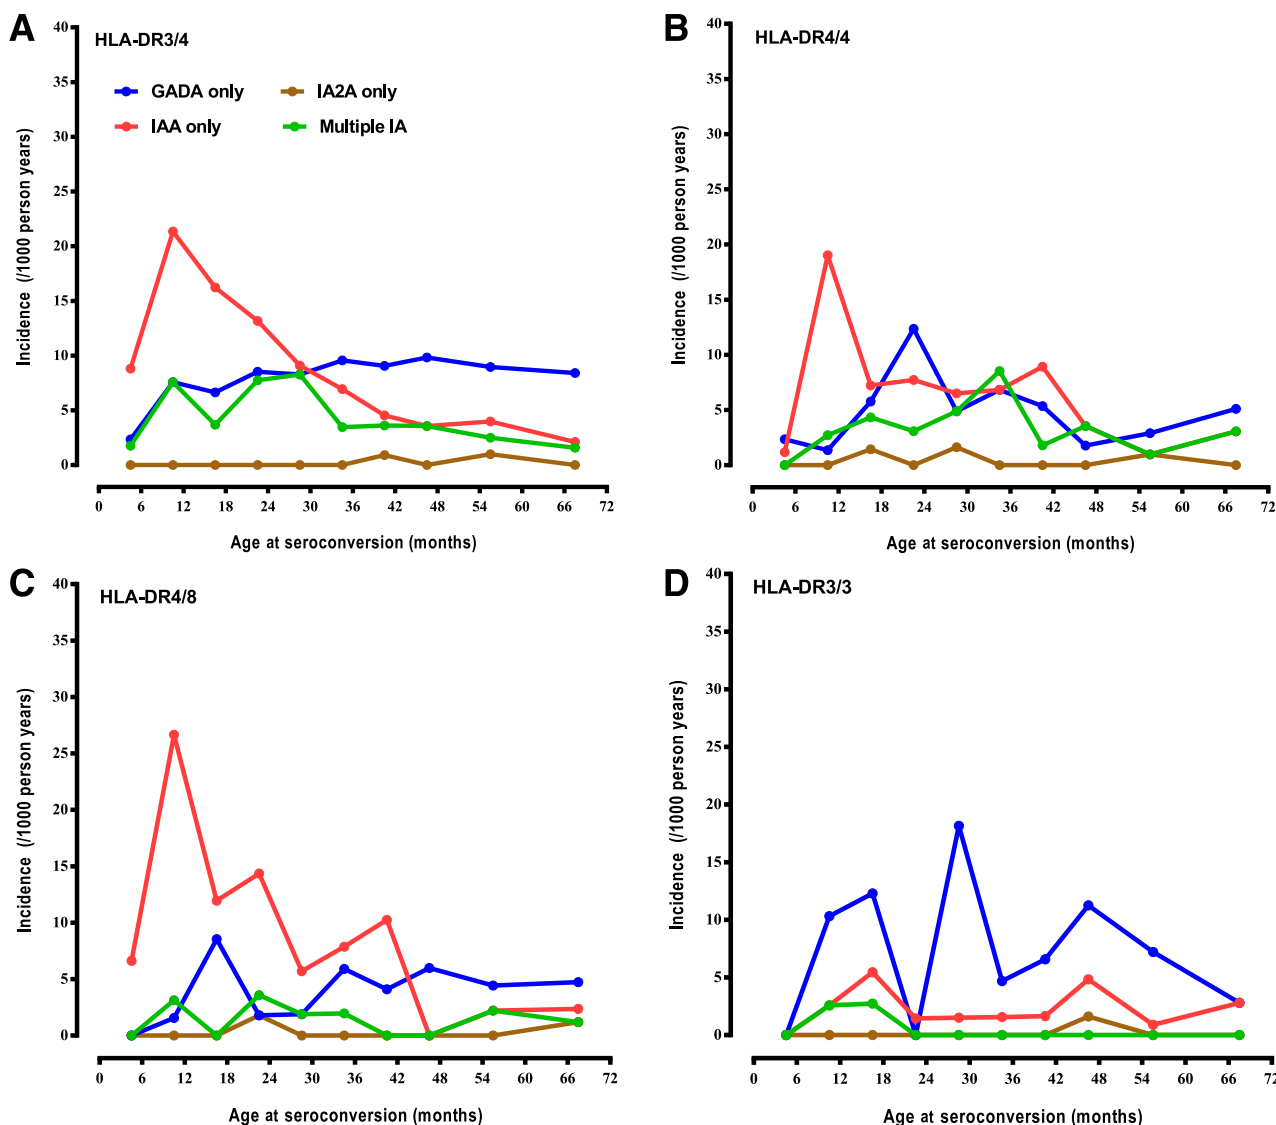 A
HLA-DR3/4
GADA only
IA2A only
IAA only
Multiple IA
Incidence (/1000 person years)
40
35
30
25
20
15
10
5
0
0 6 12 18 24 30 36 42 48 54 60 66 72
Age at seroconversion (months)
B
HLA-DR4/4
Incidence (/1000 person years)
40
35
30
25
20
15
10
5
0
0 6 12 18 24 30 36 42 48 54 60 66 72
Age at seroconversion (months)
C
HLA-DR4/8
Incidence (/1000 person years)
40
35
30
25
20
15
10
5
0
0 6 12 18 24 30 36 42 48 54 60 66 72
Age at seroconversion (months)
D
HLA-DR3/3
Incidence (/1000 person years)
40
35
30
25
20
15
10
5
0
0 6 12 18 24 30 36 42 48 54 60 66 72
Age at seroconversion (months)